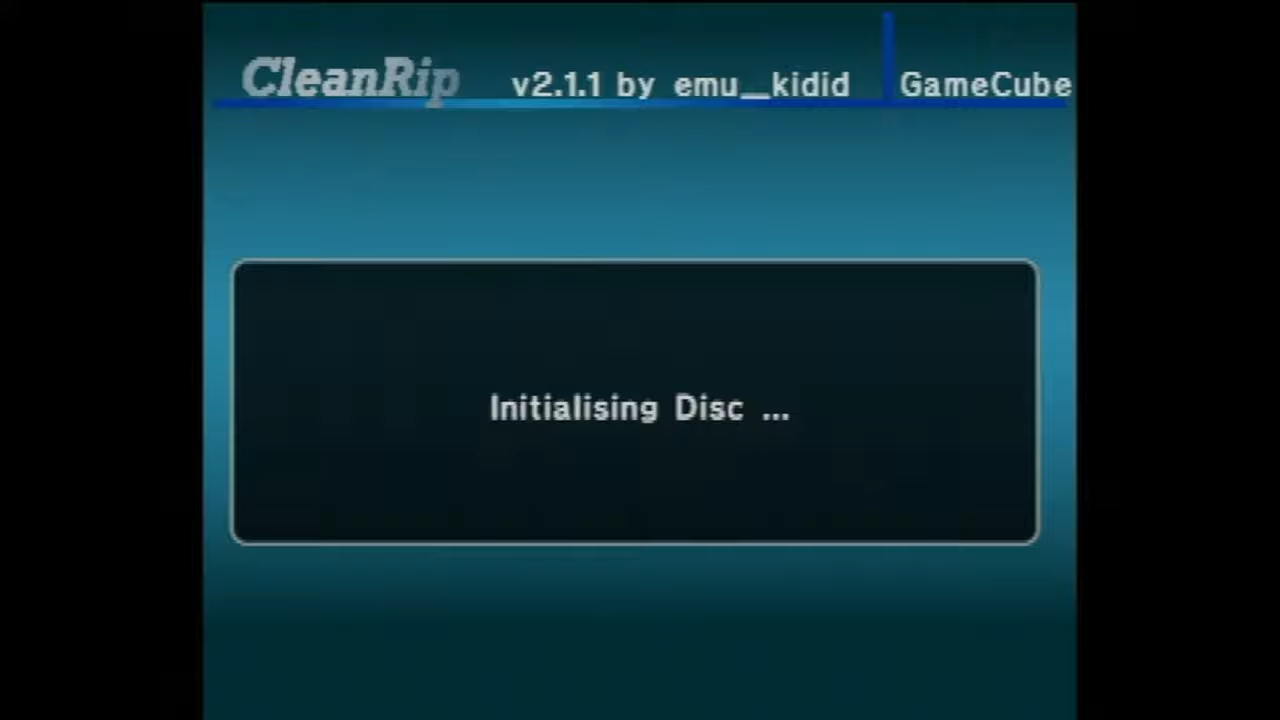 CleanRip v2.1.1 by emu_kidid GameCube
Initialising Disc ...